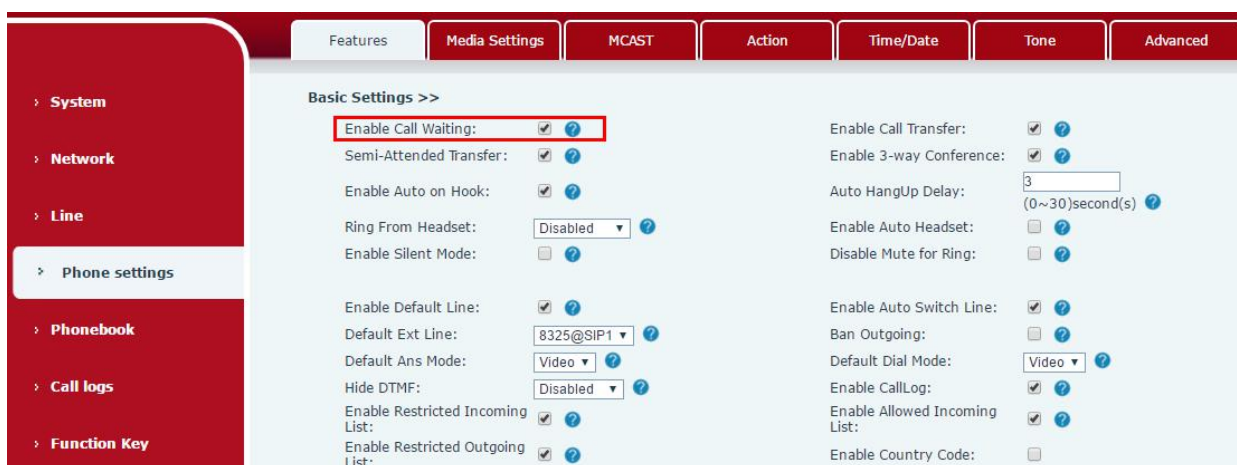 Features Media Settings MCAST Action Time/Date Tone Advanced
› System
› Network
› Line
› Phone settings
› Phonebook
› Call logs
› Function Key
Basic Settings >>
Enable Call Waiting: ? Enable Call Transfer: ?
Semi-Attended Transfer: ? Enable 3-way Conference: ?
Enable Auto on Hook: ? Auto HangUp Delay: 3
(0~30)second(s) ?
Ring From Headset: Disabled ▼ ? Enable Auto Headset: ?
Enable Silent Mode: ? Disable Mute for Ring: ?
Enable Default Line: ? Enable Auto Switch Line: ?
Default Ext Line: 8325@SIP1 ▼ ? Ban Outgoing: ?
Default Ans Mode: Video ▼ ? Default Dial Mode: Video ▼ ?
Hide DTMF: Disabled ▼ ? Enable CallLog: ?
Enable Restricted Incoming List: ? Enable Allowed Incoming List: ?
Enable Restricted Outgoing List: ? Enable Country Code: